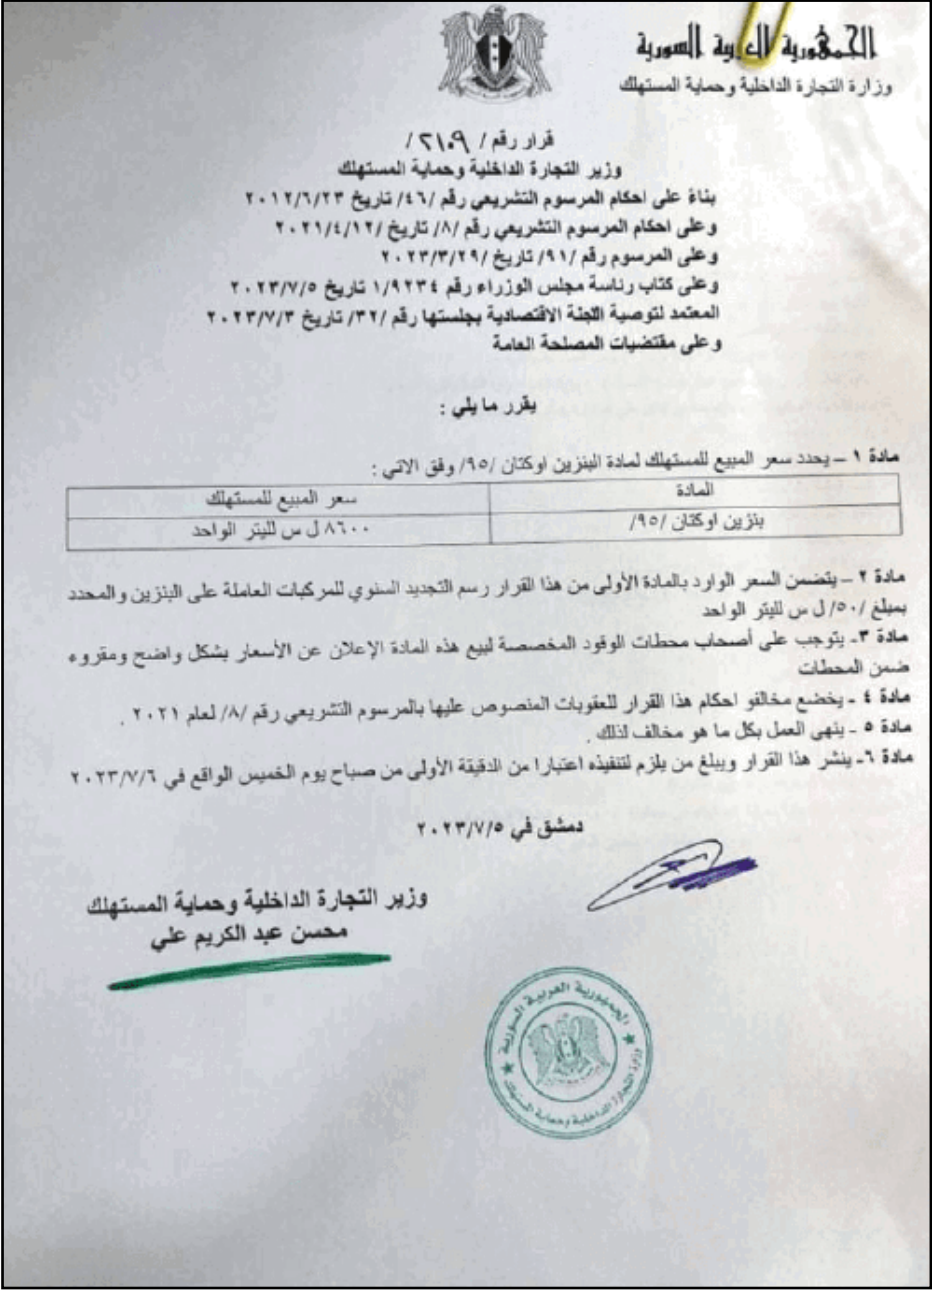 الجمهورية العربية السورية
وزارة التجارة الداخلية وحماية المستهلك
قرار رقم / ٢١٠٩ /
وزير التجارة الداخلية وحماية المستهلك
بناءً على احكام المرسوم التشريعي رقم /٤٦/ تاريخ ٢٠١٢/٦/٢٣
وعلى احكام المرسوم التشريعي رقم /٨/ تاريخ /٢٠٢١/٤/١٢
وعلى المرسوم رقم /٩١/ تاريخ /٢٠٢٣/٣/٢٩
وعلى كتاب رئاسة مجلس الوزراء رقم ١/٩٢٣٤ تاريخ ٢٠٢٣/٧/٥
المعتمد لتوصية اللجنة الاقتصادية بجلستها رقم /٣٢/ تاريخ ٢٠٢٣/٧/٣
وعلى مقتضيات المصلحة العامة
يقرر ما يلي :
مادة ١ – يحدد سعر المبيع للمستهلك لمادة البنزين اوكتان /٩٥/ وفق الاتي :
المادة سعر المبيع للمستهلك
بنزين اوكتان /٩٥/ ٨٦٠٠ ل س لليتر الواحد
مادة ٢ – يتضمن السعر الوارد بالمادة الأولى من هذا القرار رسم التجديد السنوي للمركبات العاملة على البنزين والمحدد
بمبلغ /٥٠/ ل س لليتر الواحد
مادة ٣- يتوجب على أصحاب محطات الوقود المخصصة لبيع هذه المادة الإعلان عن الأسعار بشكل واضح ومقروء
ضمن المحطات
مادة ٤ - يخضع مخالفو احكام هذا القرار للعقوبات المنصوص عليها بالمرسوم التشريعي رقم /٨/ لعام ٢٠٢١ .
مادة ٥ - ينهى العمل بكل ما هو مخالف لذلك .
مادة ٦- ينشر هذا القرار ويبلغ من يلزم لتنفيذه اعتبارا من الدقيقة الأولى من صباح يوم الخميس الواقع في ٢٠٢٣/٧/٦
دمشق في ٢٠٢٣/٧/٥
وزير التجارة الداخلية وحماية المستهلك
محسن عبد الكريم علي
الجمهورية العربية السورية
وزارة التجارة الداخلية وحماية المستهلك